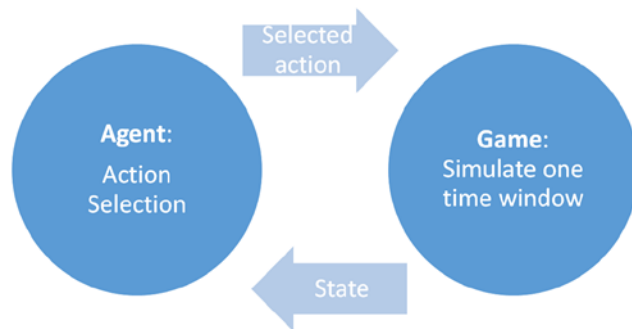 Selected
action
Agent:
Action
Selection
Game:
Simulate one
time window
State